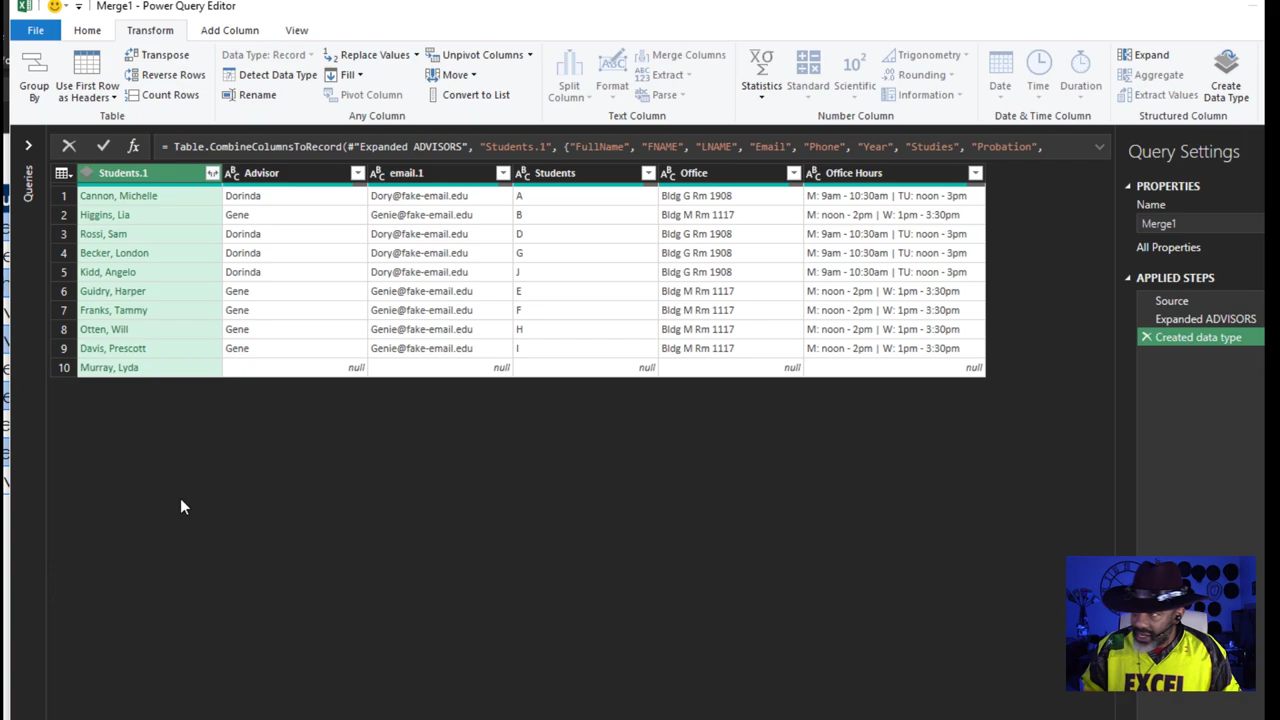 Merge1 - Power Query Editor
File Home Transform Add Column View
Group By
Use First Row as Headers
Transpose
Reverse Rows
Count Rows
Table
Data Type: Record
Detect Data Type
Rename
Replace Values
Fill
Pivot Column
Unpivot Columns
Move
Convert to List
Any Column
Split Column
Format
Merge Columns
Extract
Parse
Text Column
Statistics
Standard
Scientific
Trigonometry
Rounding
Information
Number Column
Date
Time
Duration
Date & Time Column
Expand
Aggregate
Extract Values
Create Data Type
Structured Column
= Table.CombineColumnsToRecord(#"Expanded ADVISORS", "Students.1", {"FullName", "FNAME", "LNAME", "Email", "Phone", "Year", "Studies", "Probation",
Queries
Students.1 Advisor email.1 Students Office Office Hours
1 Cannon, Michelle Dorinda Dory@fake-email.edu A Bldg G Rm 1908 M: 9am - 10:30am | TU: noon - 3pm
2 Higgins, Lia Gene Genie@fake-email.edu B Bldg M Rm 1117 M: noon - 2pm | W: 1pm - 3:30pm
3 Rossi, Sam Dorinda Dory@fake-email.edu D Bldg G Rm 1908 M: 9am - 10:30am | TU: noon - 3pm
4 Becker, London Dorinda Dory@fake-email.edu G Bldg G Rm 1908 M: 9am - 10:30am | TU: noon - 3pm
5 Kidd, Angelo Dorinda Dory@fake-email.edu J Bldg G Rm 1908 M: 9am - 10:30am | TU: noon - 3pm
6 Guidry, Harper Gene Genie@fake-email.edu E Bldg M Rm 1117 M: noon - 2pm | W: 1pm - 3:30pm
7 Franks, Tammy Gene Genie@fake-email.edu F Bldg M Rm 1117 M: noon - 2pm | W: 1pm - 3:30pm
8 Otten, Will Gene Genie@fake-email.edu H Bldg M Rm 1117 M: noon - 2pm | W: 1pm - 3:30pm
9 Davis, Prescott Gene Genie@fake-email.edu I Bldg M Rm 1117 M: noon - 2pm | W: 1pm - 3:30pm
10 Murray, Lyda null null null null null
Query Settings
PROPERTIES
Name
Merge1
All Properties
APPLIED STEPS
Source
Expanded ADVISORS
Created data type
EXCEL